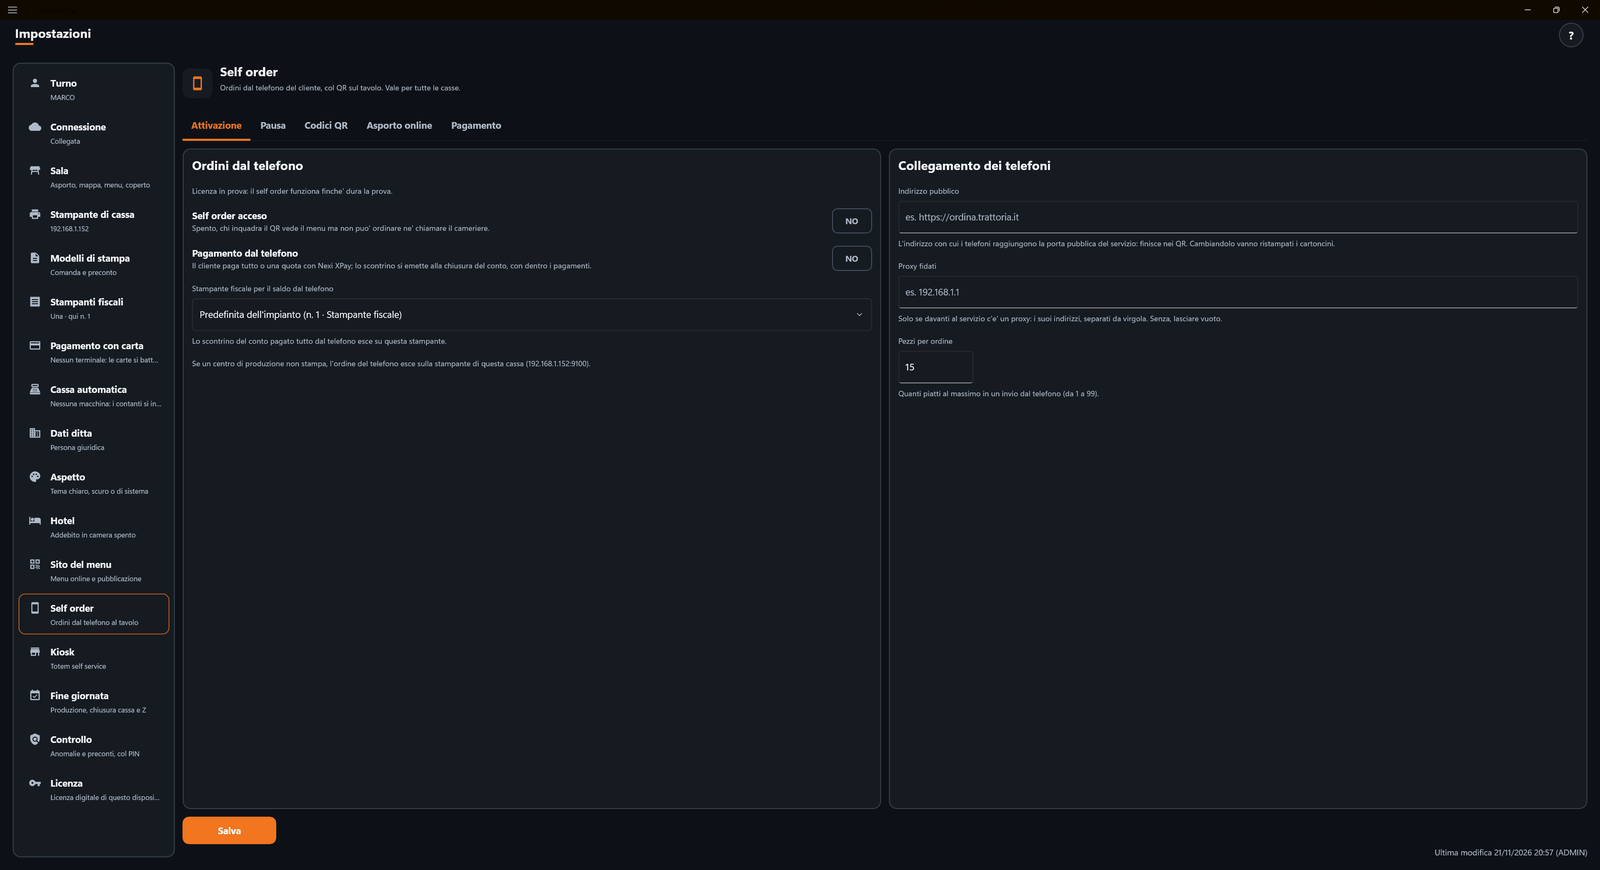 Impostazioni
?
Turno
MARCO
Connessione
Collegata
Sala
Asporto, mappa, menu, coperto
Stampante di cassa
192.168.1.152
Modelli di stampa
Comanda e preconto
Stampanti fiscali
Una · qui n. 1
Pagamento con carta
Nessun terminale: le carte si batt...
Cassa automatica
Nessuna macchina: i contanti si in...
Dati ditta
Persona giuridica
Aspetto
Tema chiaro, scuro o di sistema
Hotel
Addebito in camera spento
Sito del menu
Menu online e pubblicazione
Self order
Ordini dal telefono al tavolo
Kiosk
Totem self service
Fine giornata
Produzione, chiusura cassa e Z
Controllo
Anomalie e preconti, col PIN
Licenza
Licenza digitale di questo disposi...
Self order
Ordini dal telefono del cliente, col QR sul tavolo. Vale per tutte le casse.
Attivazione Pausa Codici QR Asporto online Pagamento
Ordini dal telefono
Licenza in prova: il self order funziona finche' dura la prova.
Self order acceso
Spento, chi inquadra il QR vede il menu ma non puo' ordinare ne' chiamare il cameriere.
NO
Pagamento dal telefono
Il cliente paga tutto o una quota con Nexi XPay; lo scontrino si emette alla chiusura del conto, con dentro i pagamenti.
NO
Stampante fiscale per il saldo dal telefono
Predefinita dell'impianto (n. 1 · Stampante fiscale)
Lo scontrino del conto pagato tutto dal telefono esce su questa stampante.
Se un centro di produzione non stampa, l'ordine del telefono esce sulla stampante di questa cassa (192.168.1.152:9100).
Collegamento dei telefoni
Indirizzo pubblico
es. https://ordina.trattoria.it
L'indirizzo con cui i telefoni raggiungono la porta pubblica del servizio: finisce nei QR. Cambiandolo vanno ristampati i cartoncini.
Proxy fidati
es. 192.168.1.1
Solo se davanti al servizio c'e' un proxy: i suoi indirizzi, separati da virgola. Senza, lasciare vuoto.
Pezzi per ordine
15
Quanti piatti al massimo in un invio dal telefono (da 1 a 99).
Salva
Ultima modifica 21/11/2026 20:57 (ADMIN)